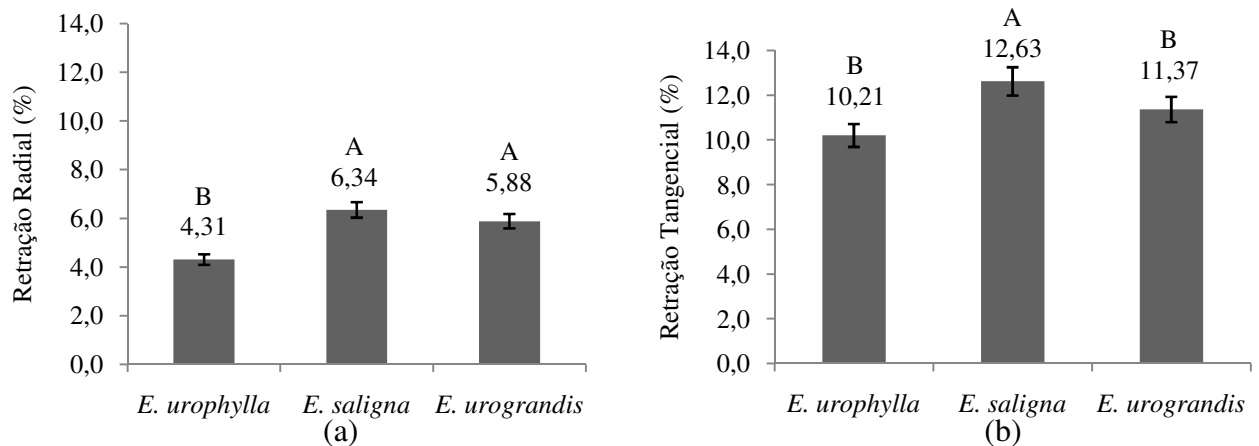 Retração Radial (%)
14,0
12,0
10,0
8,0
6,0
4,0
2,0
0,0
B
4,31
A
6,34
A
5,88
E. urophylla E. saligna E. urograndis
(a)
Retração Tangencial (%)
14,0
12,0
10,0
8,0
6,0
4,0
2,0
0,0
B
10,21
A
12,63
B
11,37
E. urophylla E. saligna E. urograndis
(b)